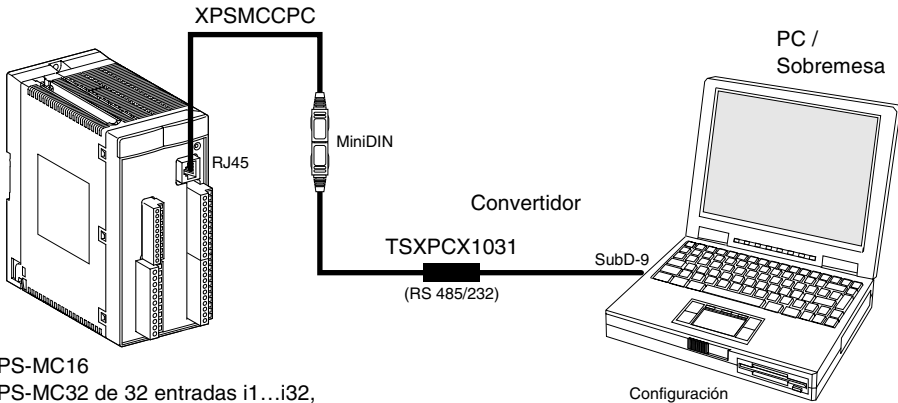 XPSMCCPC
PC /
Sobremesa
MiniDIN
RJ45
Convertidor
TSXPCX1031
SubD-9
(RS 485/232)
PS-MC16
PS-MC32 de 32 entradas i1...i32,
Configuración